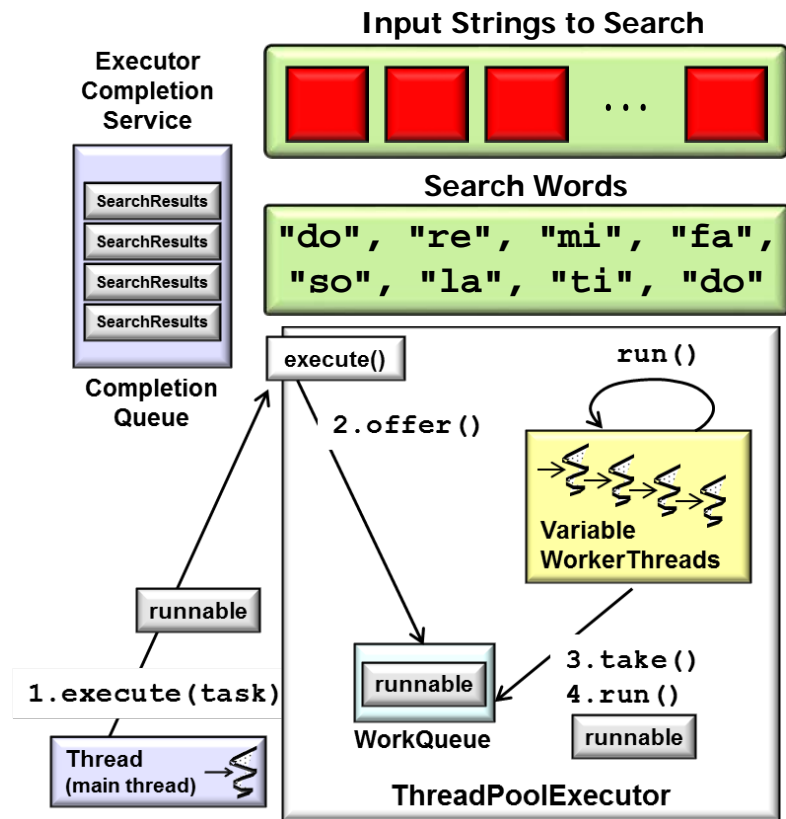 Input Strings to Search
...
Executor
Completion
Service
SearchResults
SearchResults
SearchResults
SearchResults
Completion
Queue
Search Words
"do", "re", "mi", "fa",
"so", "la", "ti", "do"
execute()
run()
2.offer()
Variable
WorkerThreads
runnable
1.execute(task)
Thread
(main thread)
runnable
WorkQueue
3.take()
4.run()
runnable
ThreadPoolExecutor